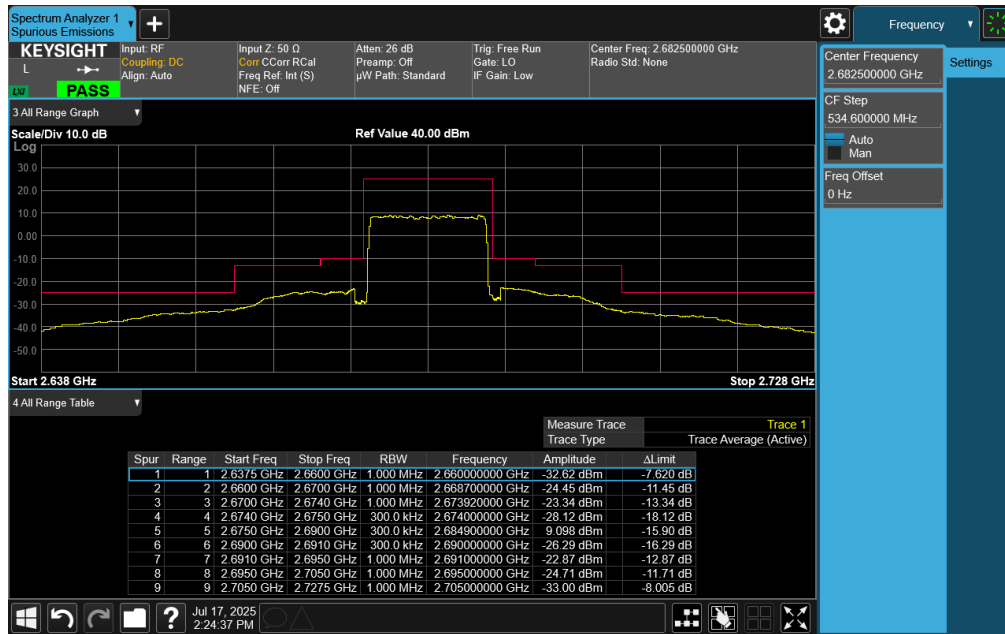 Spectrum Analyzer 1
Spurious Emissions
Frequency
KEYSIGHT
L
LXI
PASS
Input: RF
Coupling: DC
Align: Auto
Input Z: 50 Ω
Corr CCorr RCal
Freq Ref: Int (S)
NFE: Off
Atten: 26 dB
Preamp: Off
µW Path: Standard
Trig: Free Run
Gate: LO
IF Gain: Low
Center Freq: 2.682500000 GHz
Radio Std: None
Center Frequency
2.682500000 GHz
Settings
CF Step
534.600000 MHz
Auto
Man
Freq Offset
0 Hz
3 All Range Graph
Scale/Div 10.0 dB
Ref Value 40.00 dBm
Log
30.0
20.0
10.0
0.00
-10.0
-20.0
-30.0
-40.0
-50.0
Start 2.638 GHz
Stop 2.728 GHz
4 All Range Table
Measure Trace Trace 1
Trace Type Trace Average (Active)
Spur Range Start Freq Stop Freq RBW Frequency Amplitude ΔLimit
1 1 2.6375 GHz 2.6600 GHz 1.000 MHz 2.660000000 GHz -32.62 dBm -7.620 dB
2 2 2.6600 GHz 2.6700 GHz 1.000 MHz 2.668700000 GHz -24.45 dBm -11.45 dB
3 3 2.6700 GHz 2.6740 GHz 1.000 MHz 2.673920000 GHz -23.34 dBm -13.34 dB
4 4 2.6740 GHz 2.6750 GHz 300.0 kHz 2.674000000 GHz -28.12 dBm -18.12 dB
5 5 2.6750 GHz 2.6900 GHz 300.0 kHz 2.684900000 GHz 9.098 dBm -15.90 dB
6 6 2.6900 GHz 2.6910 GHz 300.0 kHz 2.690000000 GHz -26.29 dBm -16.29 dB
7 7 2.6910 GHz 2.6950 GHz 1.000 MHz 2.691000000 GHz -22.87 dBm -12.87 dB
8 8 2.6950 GHz 2.7050 GHz 1.000 MHz 2.695000000 GHz -24.71 dBm -11.71 dB
9 9 2.7050 GHz 2.7275 GHz 1.000 MHz 2.705000000 GHz -33.00 dBm -8.005 dB
?
Jul 17, 2025
2:24:37 PM